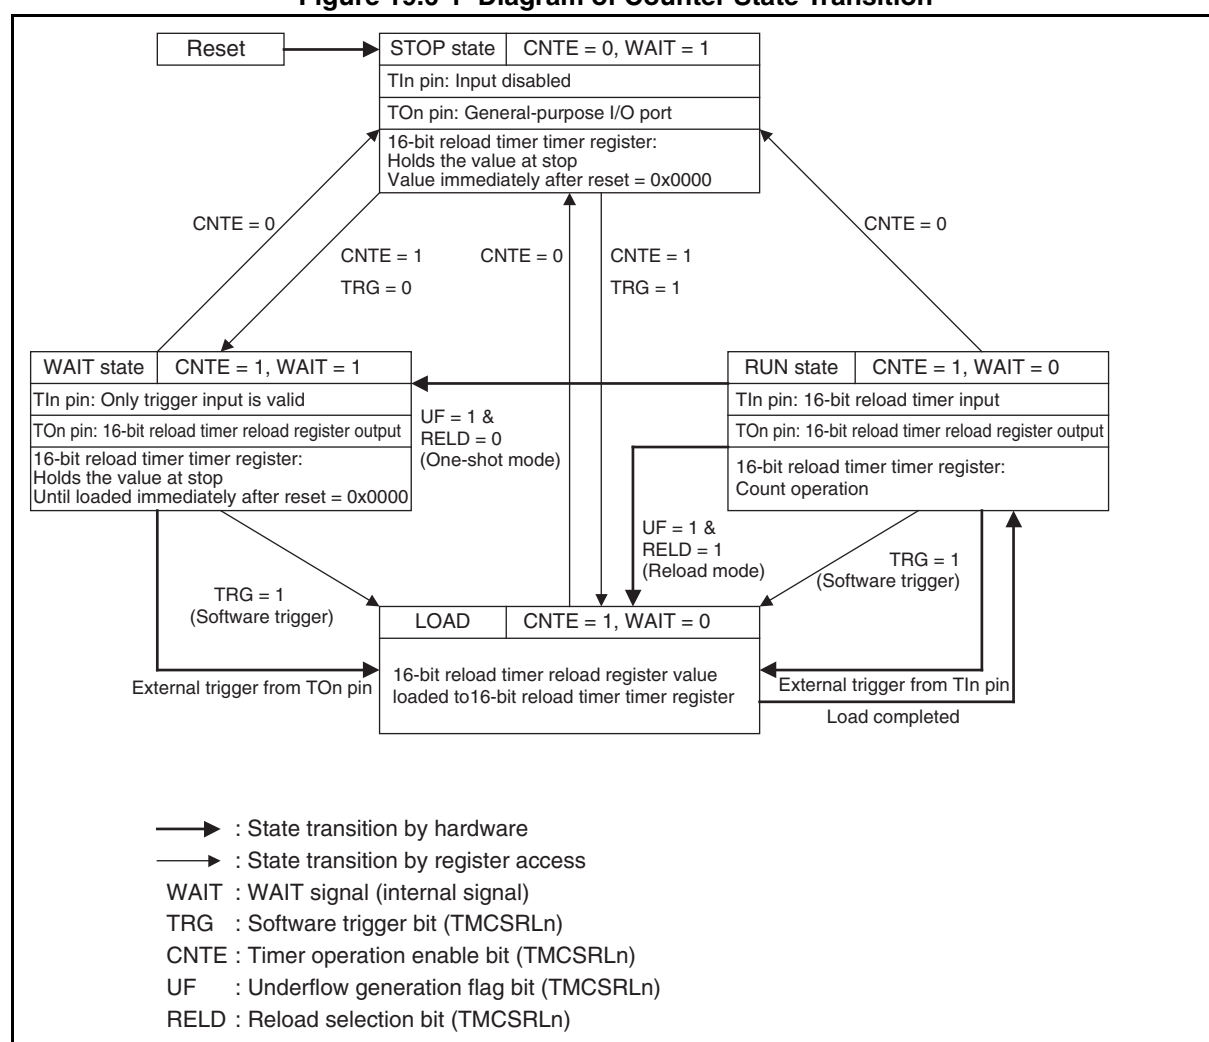 Figure 19.6-1 Diagram of Counter State Transition
Reset
STOP state
CNTE = 0, WAIT = 1
TIn pin: Input disabled
TOn pin: General-purpose I/O port
16-bit reload timer timer register:
Holds the value at stop
Value immediately after reset = 0x0000
CNTE = 0
CNTE = 1
TRG = 0
CNTE = 0
CNTE = 1
TRG = 1
CNTE = 0
WAIT state
CNTE = 1, WAIT = 1
TIn pin: Only trigger input is valid
TOn pin: 16-bit reload timer reload register output
16-bit reload timer timer register:
Holds the value at stop
Until loaded immediately after reset = 0x0000
UF = 1 &
RELD = 0
(One-shot mode)
RUN state
CNTE = 1, WAIT = 0
TIn pin: 16-bit reload timer input
TOn pin: 16-bit reload timer reload register output
16-bit reload timer timer register:
Count operation
UF = 1 &
RELD = 1
(Reload mode)
TRG = 1
(Software trigger)
TRG = 1
(Software trigger)
LOAD
CNTE = 1, WAIT = 0
16-bit reload timer reload register value
loaded to16-bit reload timer timer register
External trigger from TOn pin
External trigger from TIn pin
Load completed
: State transition by hardware
: State transition by register access
WAIT : WAIT signal (internal signal)
TRG : Software trigger bit (TMCSRLn)
CNTE : Timer operation enable bit (TMCSRLn)
UF : Underflow generation flag bit (TMCSRLn)
RELD : Reload selection bit (TMCSRLn)